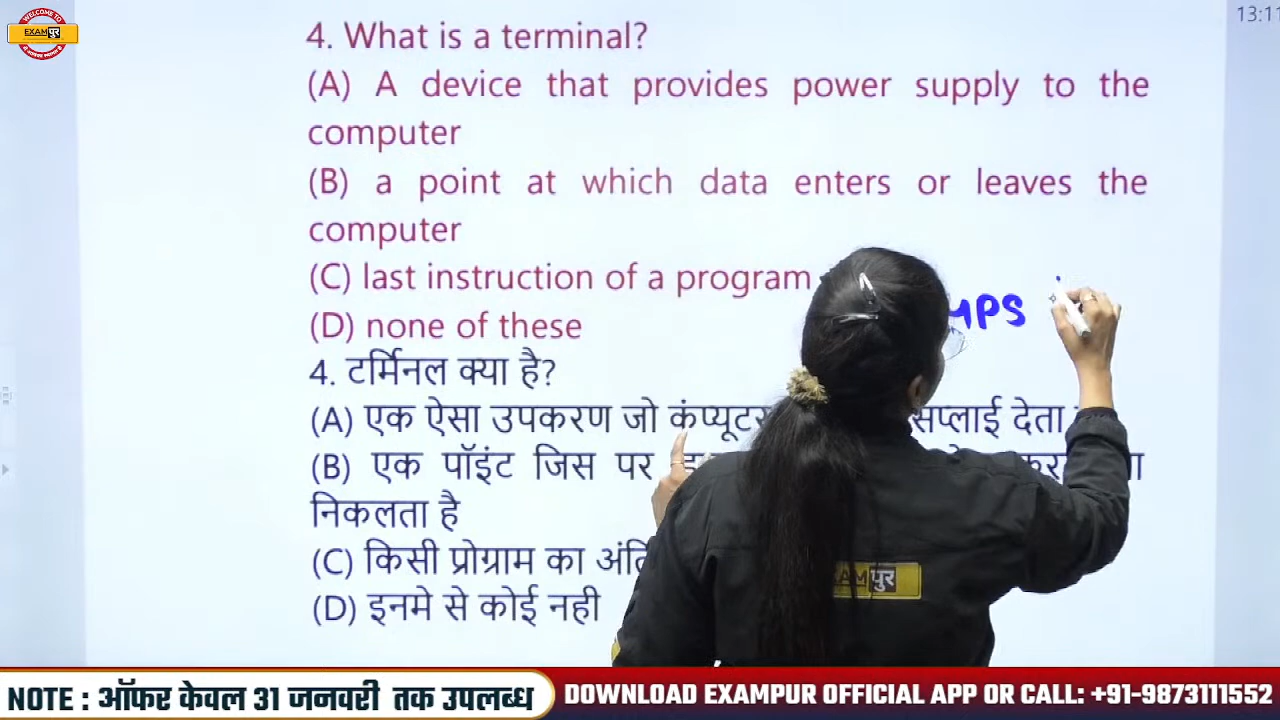 WELCOME TO
EXAMपुर
13:11
4. What is a terminal?
(A) A device that provides power supply to the
computer
(B) a point at which data enters or leaves the
computer
(C) last instruction of a program
(D) none of these
MPS
4. टर्मिनल क्या है?
(A) एक ऐसा उपकरण जो कंप्यूटर सप्लाई देता
(B) एक पॉइंट जिस पर
निकलता है
(C) किसी प्रोग्राम का
(D) इनमे से कोई नही
EXAMपुर
NOTE : ऑफर केवल 31 जनवरी तक उपलब्ध
DOWNLOAD EXAMPUR OFFICIAL APP OR CALL: +91-9873111552